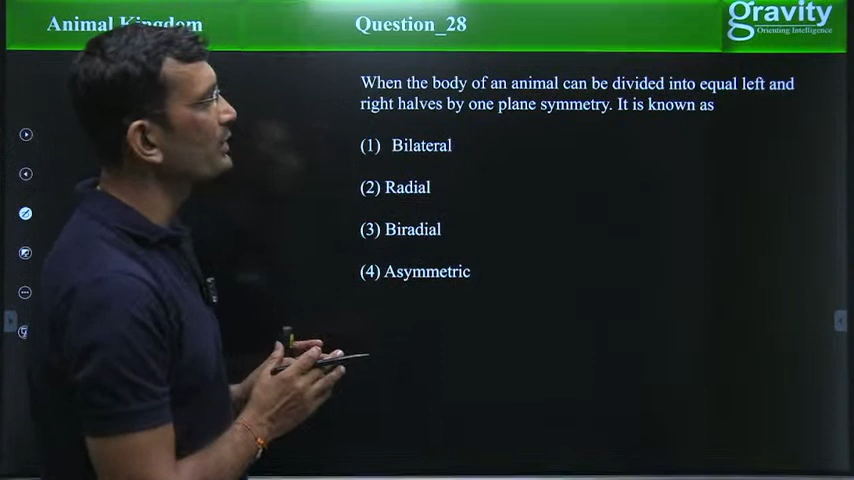 Animal Kingdom
Question_28
gravity
Orienting Intelligence
When the body of an animal can be divided into equal left and
right halves by one plane symmetry. It is known as
(1) Bilateral
(2) Radial
(3) Biradial
(4) Asymmetric